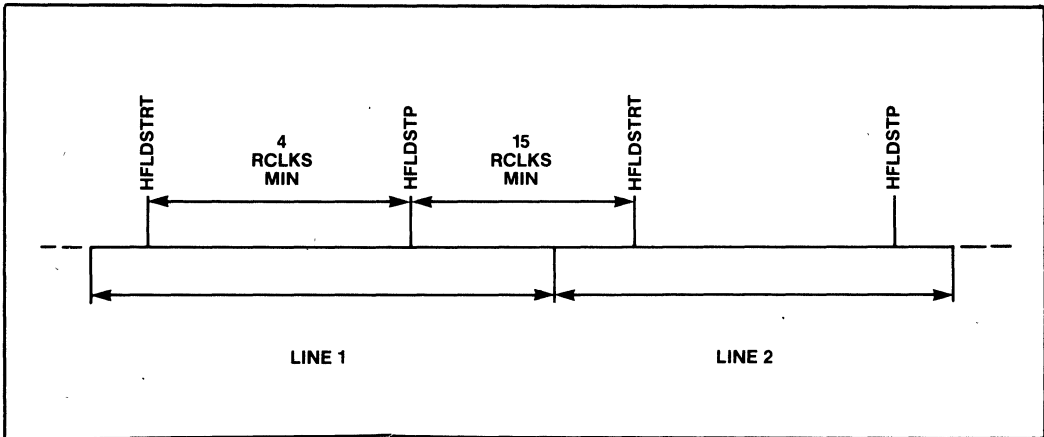 HFLDSTRT
4
RCLKS
MIN
HFLDSTP
15
RCLKS
MIN
HFLDSTRT
HFLDSTP
LINE 1
LINE 2